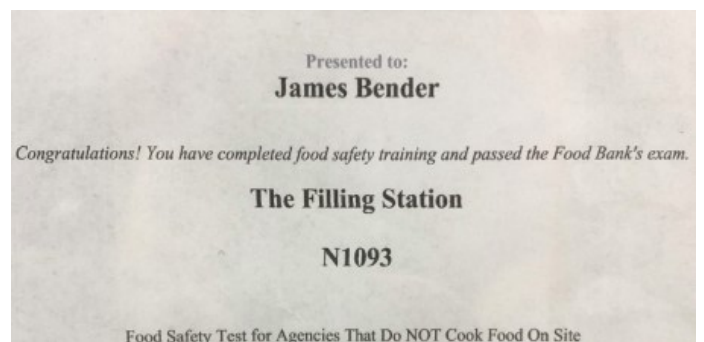 Presented to:
James Bender
Congratulations! You have completed food safety training and passed the Food Bank's exam.
The Filling Station
N1093
Food Safety Test for Agencies That Do NOT Cook Food On Site